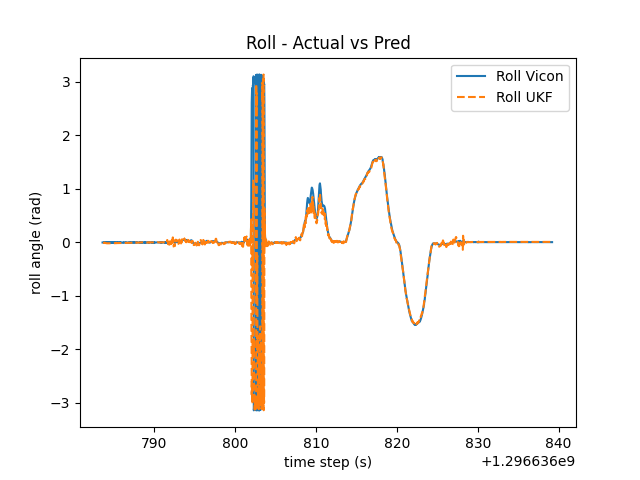 Roll - Actual vs Pred
Roll Vicon
Roll UKF
roll angle (rad)
3
2
1
0
−1
−2
−3
790
800
810
820
830
840
+1.296636e9
time step (s)